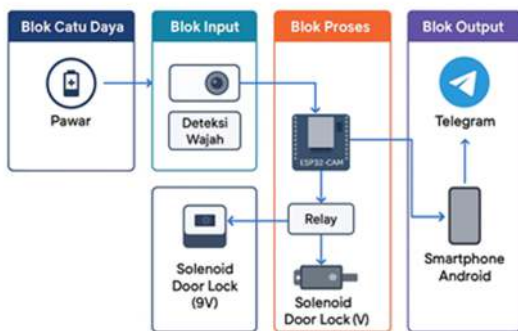 Blok Catu Daya
Pawar
Blok Input
Deteksi
Wajah
Solenoid
Door Lock
(9V)
Blok Proses
ESP32-CAM
Relay
Solenoid
Door Lock (V)
Blok Output
Telegram
Smartphone
Android